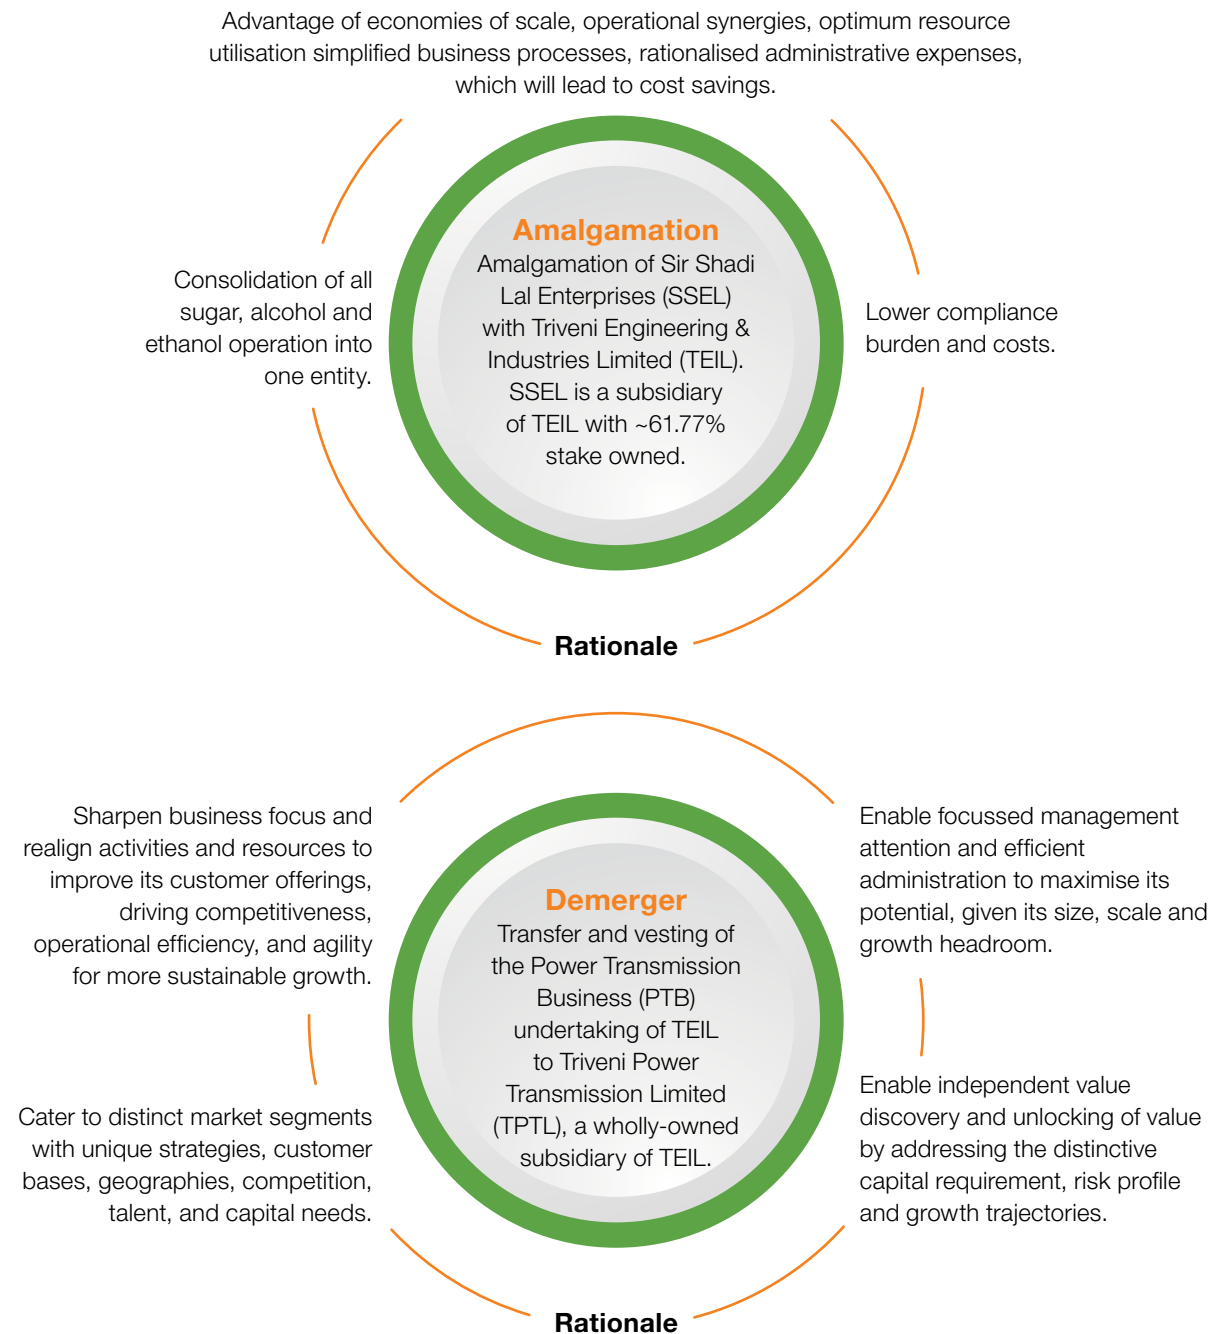 Advantage of economies of scale, operational synergies, optimum resource
utilisation simplified business processes, rationalised administrative expenses,
which will lead to cost savings.
Consolidation of all
sugar, alcohol and
ethanol operation into
one entity.
Amalgamation
Amalgamation of Sir Shadi
Lal Enterprises (SSEL)
with Triveni Engineering &
Industries Limited (TEIL).
SSEL is a subsidiary
of TEIL with ~61.77%
stake owned.
Lower compliance
burden and costs.
Rationale
Sharpen business focus and
realign activities and resources to
improve its customer offerings,
driving competitiveness,
operational efficiency, and agility
for more sustainable growth.
Cater to distinct market segments
with unique strategies, customer
bases, geographies, competition,
talent, and capital needs.
Demerger
Transfer and vesting of
the Power Transmission
Business (PTB)
undertaking of TEIL
to Triveni Power
Transmission Limited
(TPTL), a wholly-owned
subsidiary of TEIL.
Enable focussed management
attention and efficient
administration to maximise its
potential, given its size, scale and
growth headroom.
Enable independent value
discovery and unlocking of value
by addressing the distinctive
capital requirement, risk profile
and growth trajectories.
Rationale